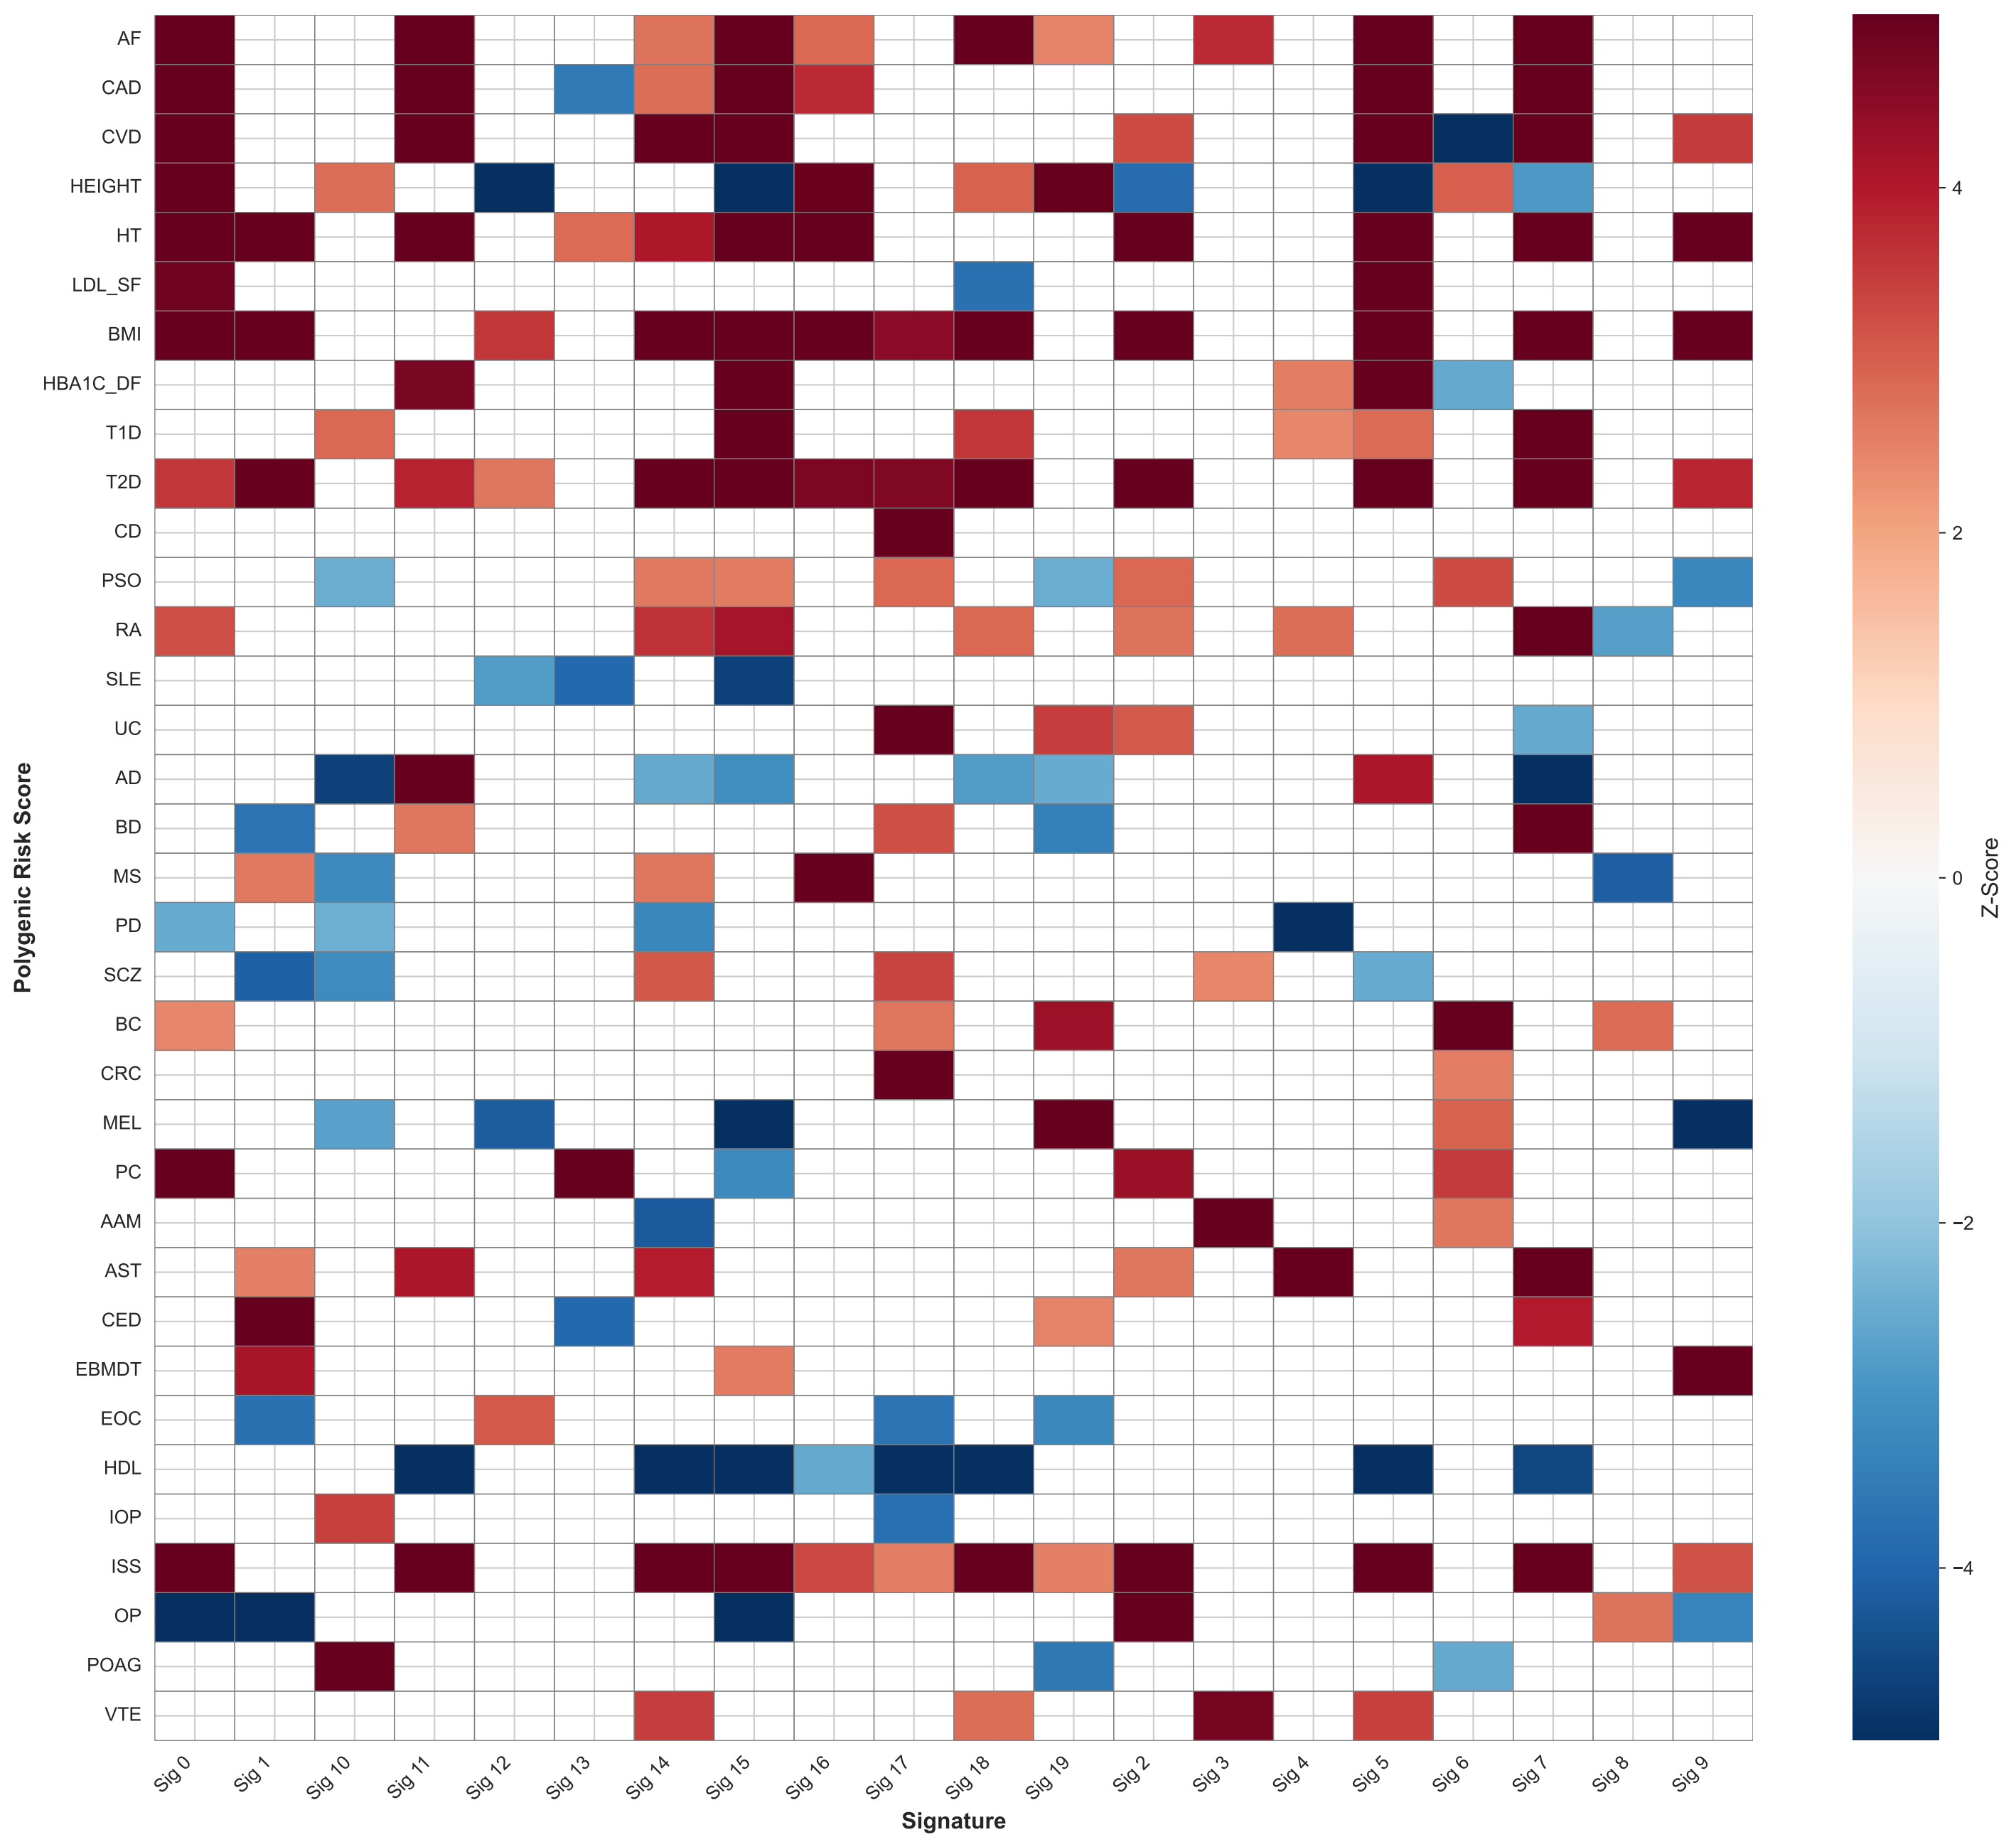 Polygenic Risk Score
AF
CAD
CVD
HEIGHT
HT
LDL_SF
BMI
HBA1C_DF
T1D
T2D
CD
PSO
RA
SLE
UC
AD
BD
MS
PD
SCZ
BC
CRC
MEL
PC
AAM
AST
CED
EBMDT
EOC
HDL
IOP
ISS
OP
POAG
VTE
Sig 0
Sig 1
Sig 10
Sig 11
Sig 12
Sig 13
Sig 14
Sig 15
Sig 16
Sig 17
Sig 18
Sig 19
Sig 2
Sig 3
Sig 4
Sig 5
Sig 6
Sig 7
Sig 8
Sig 9
Signature
4
2
0
−2
−4
Z-Score